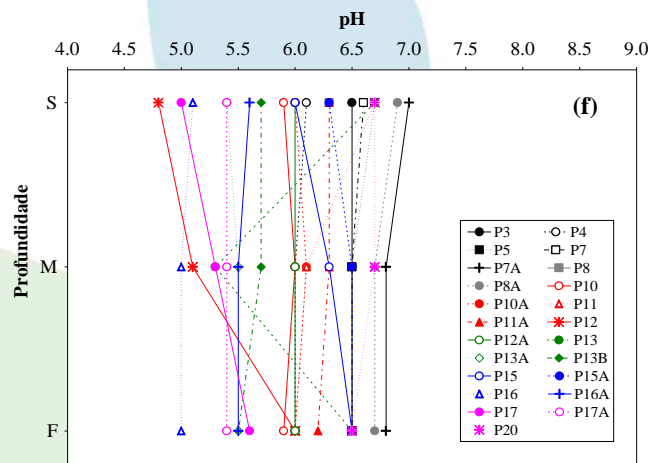 pH
4.0 4.5 5.0 5.5 6.0 6.5 7.0 7.5 8.0 8.5 9.0
S
(f)
Profundidade
M
F
P3 P4
P5 P7
P7A P8
P8A P10
P10A P11
P11A P12
P12A P13
P13A P13B
P15 P15A
P16 P16A
P17 P17A
P20